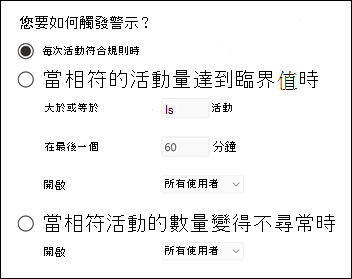 您要如何觸發警示？
每次活動符合規則時
當相符的活動量達到臨界值時
大於或等於 Is 活動
在最後一個 60 分鐘
開啟 所有使用者
當相符活動的數量變得不尋常時
開啟 所有使用者